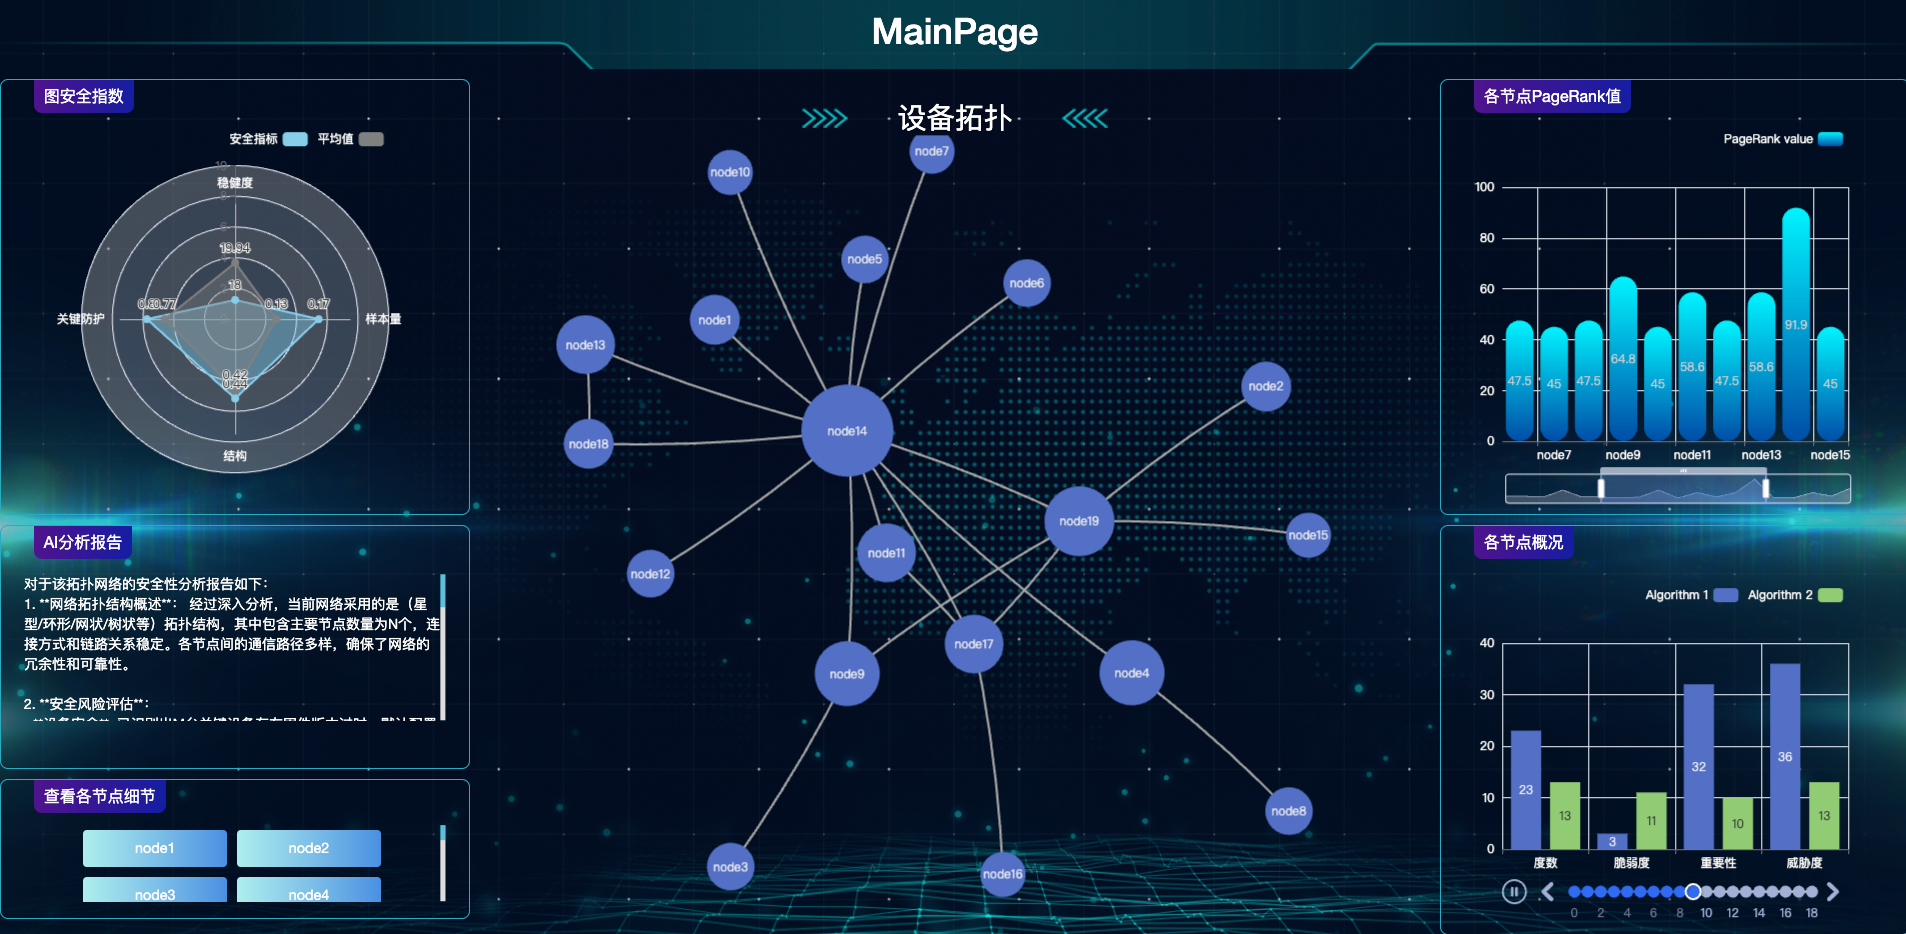 MainPage
图安全指数
安全指标 平均值
10
8
稳健度
19.94
18
0.77
0.13
0.17
关键防护
样本量
0.42
0.44
结构
AI分析报告
对于该拓扑网络的安全性分析报告如下：
1. **网络拓扑结构概述**： 经过深入分析，当前网络采用的是（星
型/环形/网状/树状等）拓扑结构，其中包含主要节点数量为N个，连
接方式和链路关系稳定。各节点间的通信路径多样，确保了网络的
冗余性和可靠性。
2. **安全风险评估**：
查看各节点细节
node1 node2
node3 node4
设备拓扑
node7
node10
node5
node6
node1
node13
node2
node14
node18
node19
node15
node11
node12
node17
node9
node4
node8
node3
node16
各节点PageRank值
PageRank value
100
80
60
40
20
0
47.5 45 47.5 64.8 45 58.6 47.5 58.6 91.9 45
node7 node9 node11 node13 node15
各节点概况
Algorithm 1 Algorithm 2
40
30
20
10
0
23 13 3 11 32 10 36 13
度数 脆弱度 重要性 威胁度
0 2 4 6 8 10 12 14 16 18